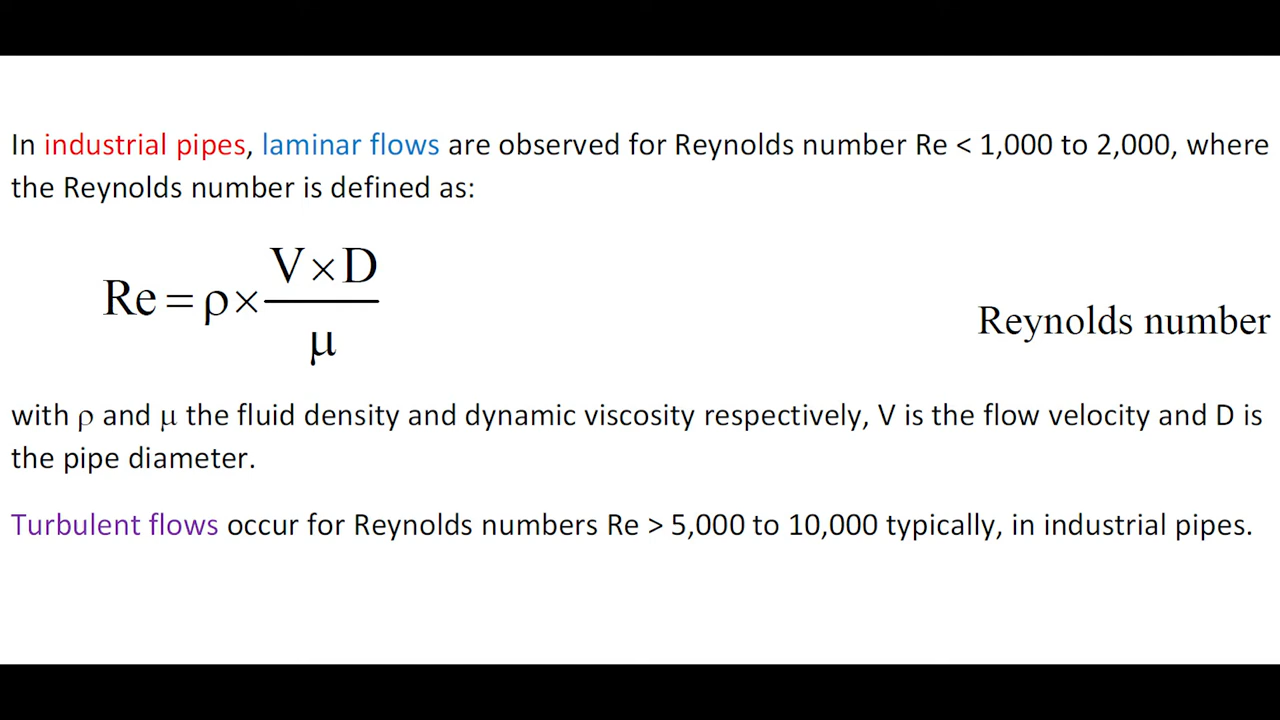 In industrial pipes, laminar flows are observed for Reynolds number Re < 1,000 to 2,000, where
the Reynolds number is defined as:
Re = ρ × (V × D) / μ
Reynolds number
with ρ and μ the fluid density and dynamic viscosity respectively, V is the flow velocity and D is
the pipe diameter.
Turbulent flows occur for Reynolds numbers Re > 5,000 to 10,000 typically, in industrial pipes.